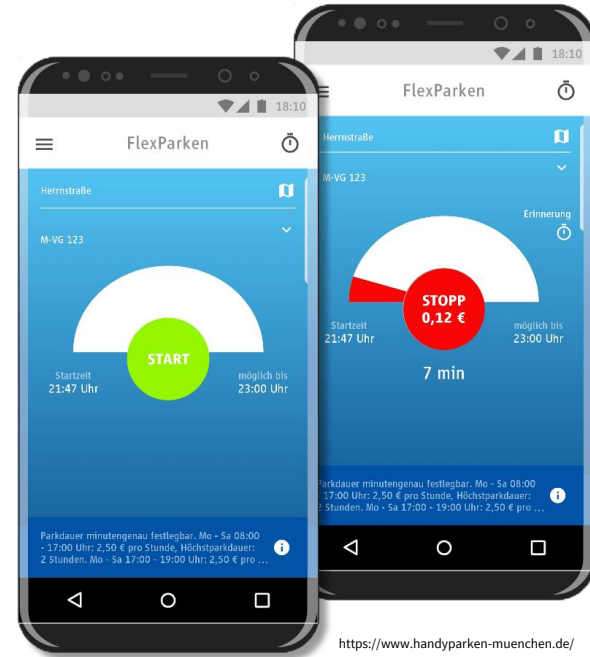 18:10
FlexParken
Herrnstraße
M-VG 123
START
Startzeit
21:47 Uhr
möglich bis
23:00 Uhr
Parkdauer minutengenau festlegbar. Mo - Sa 08:00
- 17:00 Uhr: 2,50 € pro Stunde, Höchstparkdauer:
2 Stunden. Mo - Sa 17:00 - 19:00 Uhr: 2,50 € pro ...
18:10
FlexParken
Herrnstraße
M-VG 123
Erinnerung
STOPP
0,12 €
Startzeit
21:47 Uhr
möglich bis
23:00 Uhr
7 min
Parkdauer minutengenau festlegbar. Mo - Sa 08:00
- 17:00 Uhr: 2,50 € pro Stunde, Höchstparkdauer:
2 Stunden. Mo - Sa 17:00 - 19:00 Uhr: 2,50 € pro ...
https://www.handyparken-muenchen.de/